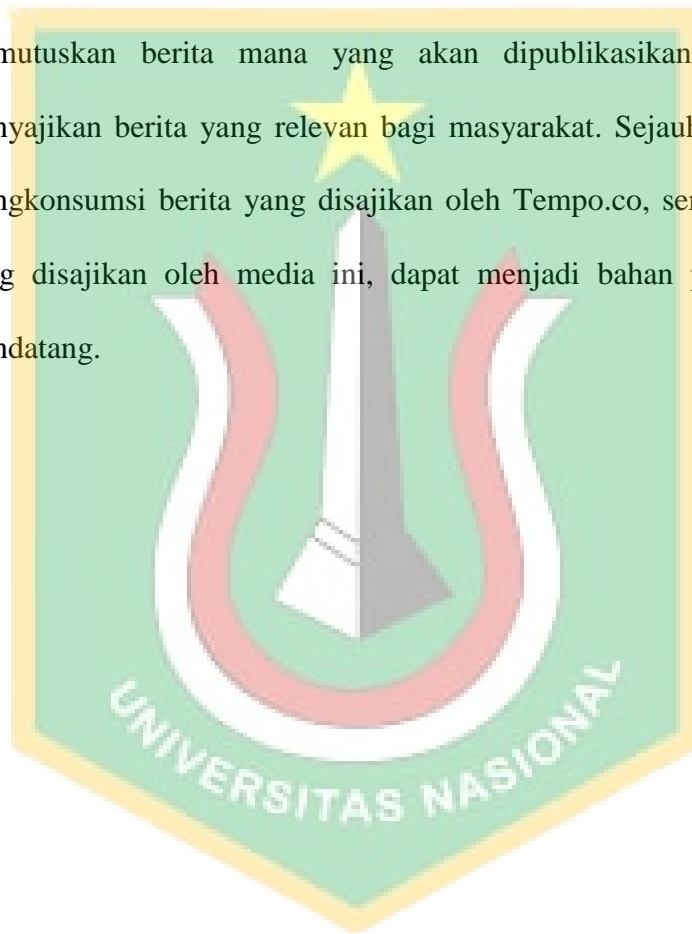 mutuskan berita mana yang akan dipublikasikan
nyajikan berita yang relevan bagi masyarakat. Sejauh
ngkonsumsi berita yang disajikan oleh Tempo.co, ser
g disajikan oleh media ini, dapat menjadi bahan
ndatang.
UNIVERSITAS NASIONAL